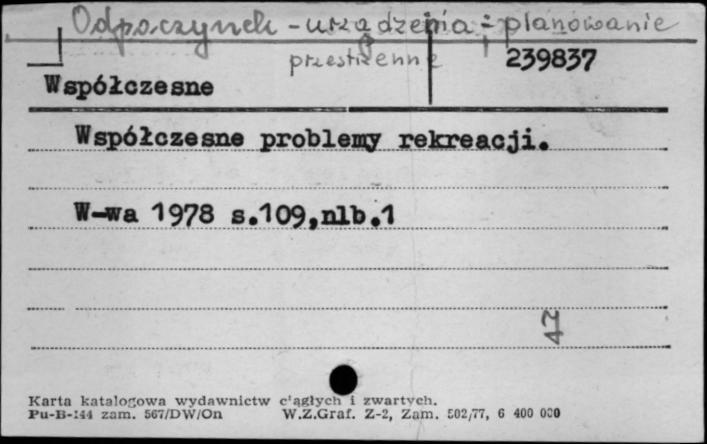 Odpoczynek - urządzenia - planowanie
przestrzenne
239837
Współczesne
Współczesne problemy rekreacji.
W-wa 1978 s.109,nlb.1
Karta katalogowa wydawnictw ciągłych i zwartych.
Pu-B-144 zam. 567/DW/On W.Z.Graf. Z-2, Zam. 502/77, 6 400 000